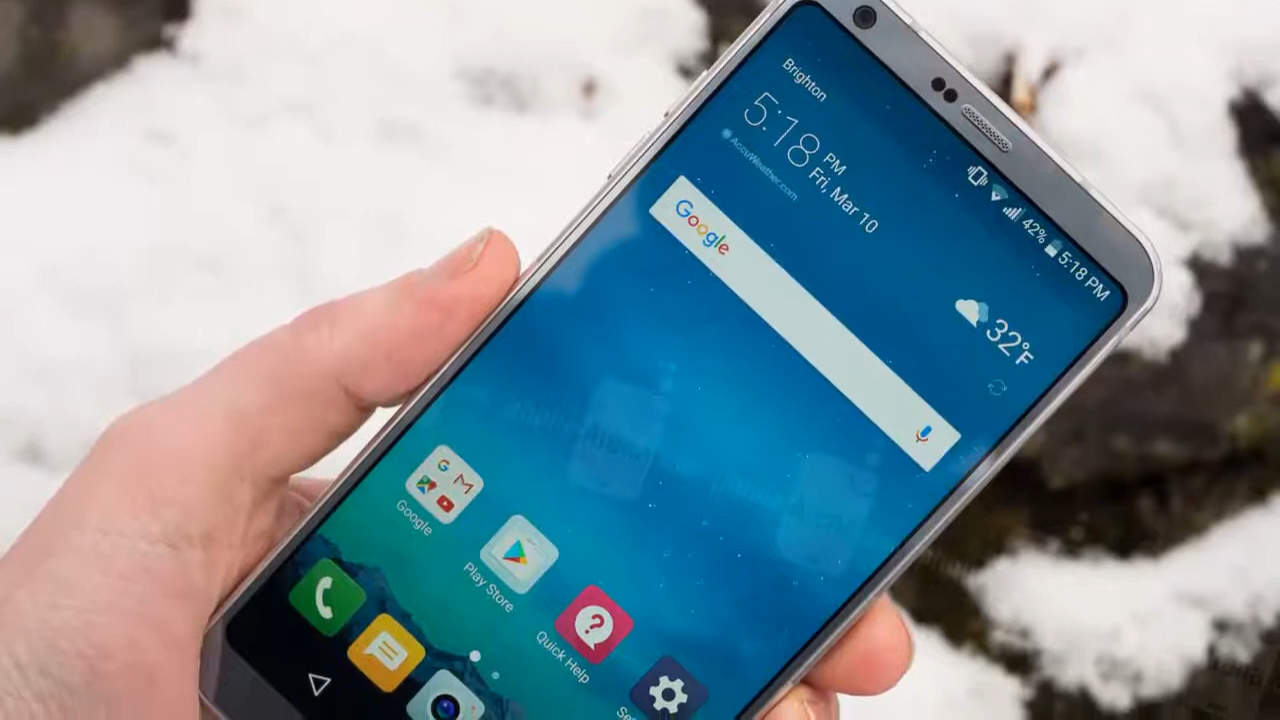 Brighton
5:18 PM
Fri, Mar 10
AccuWeather.com
42% 5:18 PM
32°F
Google
Google
Play Store
Quick Help